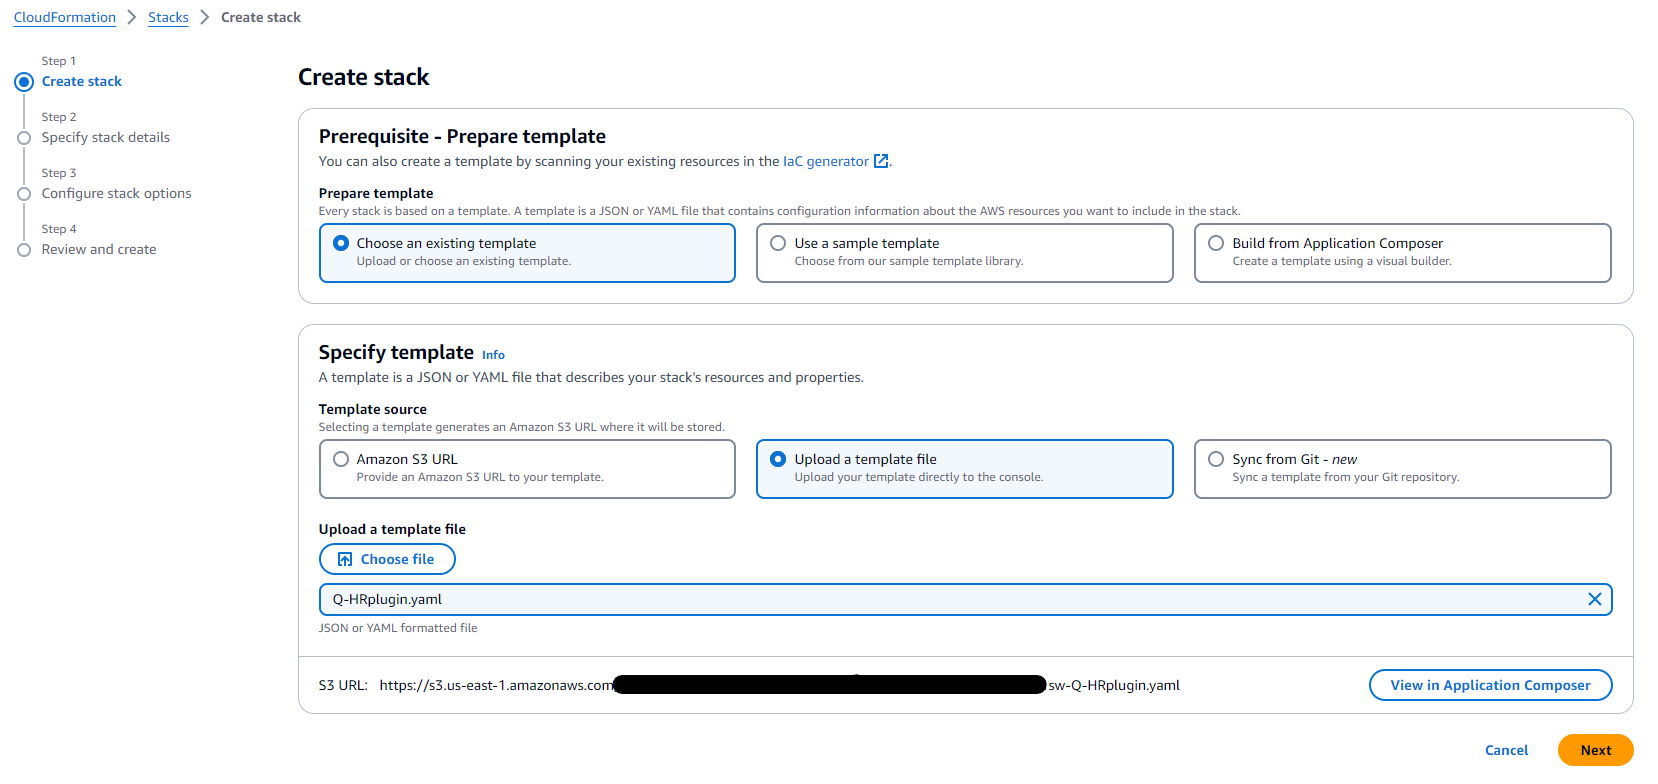 CloudFormation > Stacks > Create stack
Step 1
Create stack
Step 2
Specify stack details
Step 3
Configure stack options
Step 4
Review and create
Create stack
Prerequisite - Prepare template
You can also create a template by scanning your existing resources in the IaC generator.
Prepare template
Every stack is based on a template. A template is a JSON or YAML file that contains configuration information about the AWS resources you want to include in the stack.
Choose an existing template
Upload or choose an existing template.
Use a sample template
Choose from our sample template library.
Build from Application Composer
Create a template using a visual builder.
Specify template Info
A template is a JSON or YAML file that describes your stack's resources and properties.
Template source
Selecting a template generates an Amazon S3 URL where it will be stored.
Amazon S3 URL
Provide an Amazon S3 URL to your template.
Upload a template file
Upload your template directly to the console.
Sync from Git - new
Sync a template from your Git repository.
Upload a template file
Choose file
Q-HRplugin.yaml
JSON or YAML formatted file
S3 URL: https://s3.us-east-1.amazonaws.com sw-Q-HRplugin.yaml
View in Application Composer
Cancel
Next